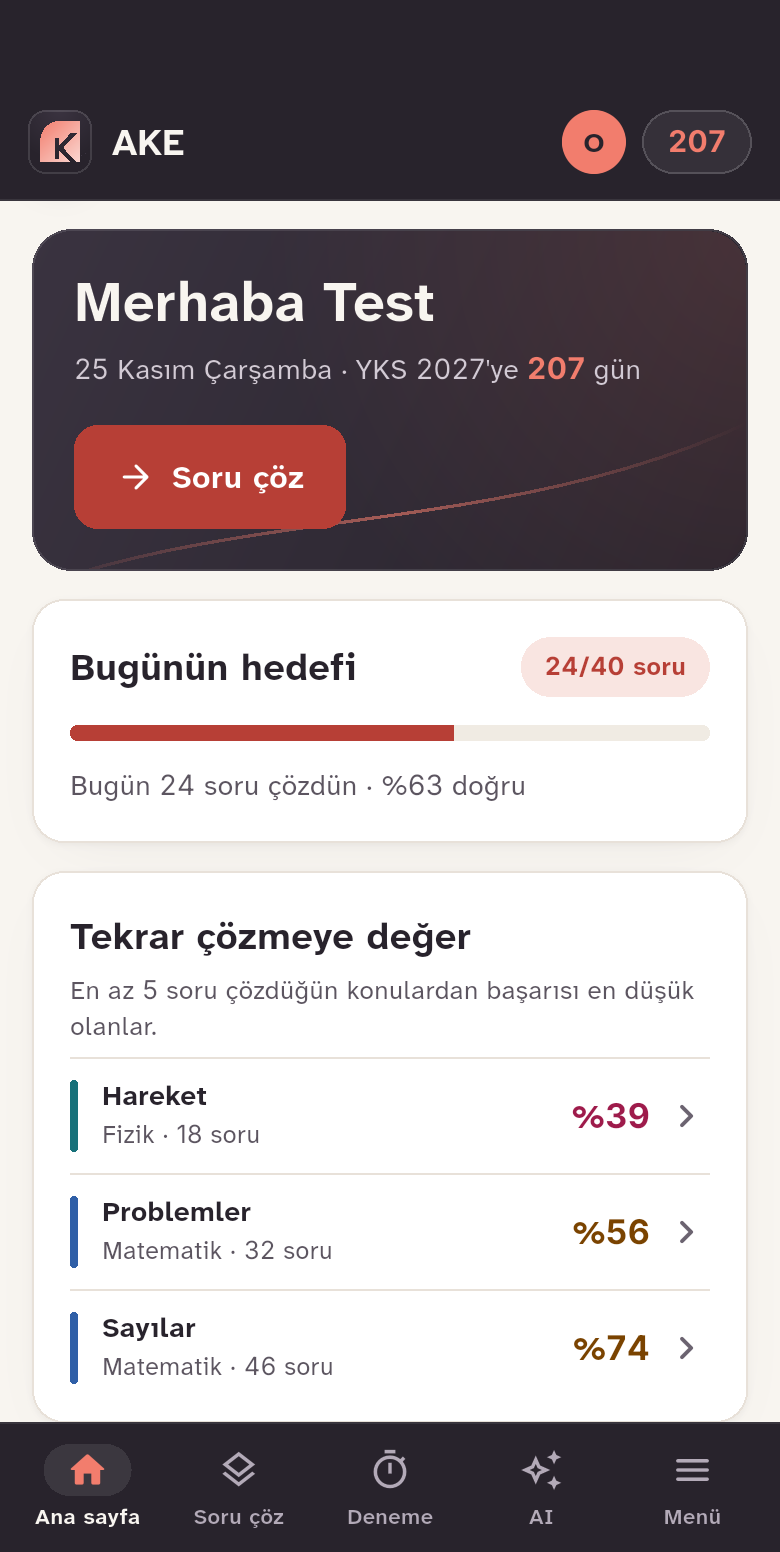 K AKE
O
207
Merhaba Test
25 Kasım Çarşamba · YKS 2027'ye 207 gün
→ Soru çöz
Bugünün hedefi
24/40 soru
Bugün 24 soru çözdün · %63 doğru
Tekrar çözmeye değer
En az 5 soru çözdüğün konulardan başarısı en düşük
olanlar.
Hareket
Fizik · 18 soru
%39
Problemler
Matematik · 32 soru
%56
Sayılar
Matematik · 46 soru
%74
Ana sayfa
Soru çöz
Deneme
AI
Menü